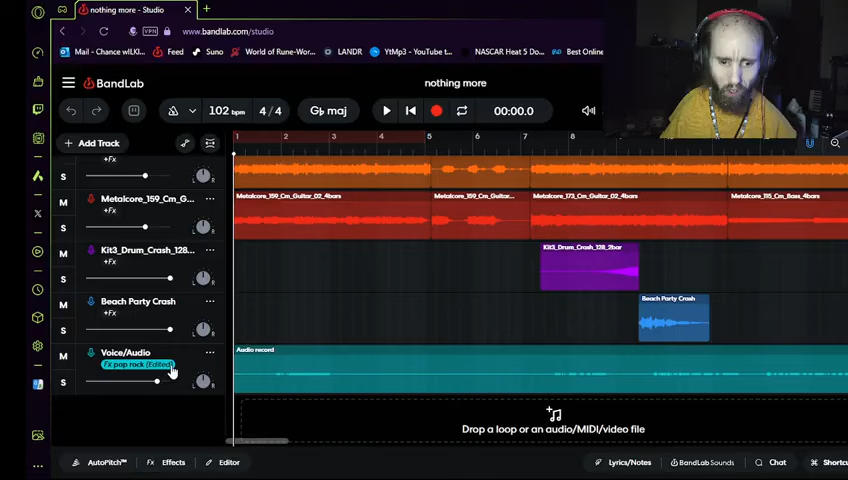 nothing more - BandLab Studio
VPN
www.bandlab.com/studio
Mail - Chance wILKI...
Feed
Suno
World of Rune-Wor...
LANDR
YtMp3 - YouTube t...
NASCAR Heat 5 Do...
Best Online
BandLab
nothing more
102 bpm
4/4
G♭ maj
00:00.0
Add Track
1 2 3 4 5 6 7 8
+Fx
S
M
Metalcore_159_Cm_G...
+Fx
S
Metalcore_159_Cm_Guitar_02_4bars
Metalcore_159_Cm_Guitar...
Metalcore_173_Cm_Guitar_02_4bars
Metalcore_115_Cm_Bass_4bars
M
Kit3_Drum_Crash_128...
+Fx
S
Kit3_Drum_Crash_128_2bar
M
Beach Party Crash
+Fx
S
Beach Party Crash
M
Voice/Audio
Fx pop rock (Edited)
S
Audio record
L R
Drop a loop or an audio/MIDI/video file
AutoPitch™
Fx Effects
Editor
Lyrics/Notes
BandLab Sounds
Chat
Shortcu